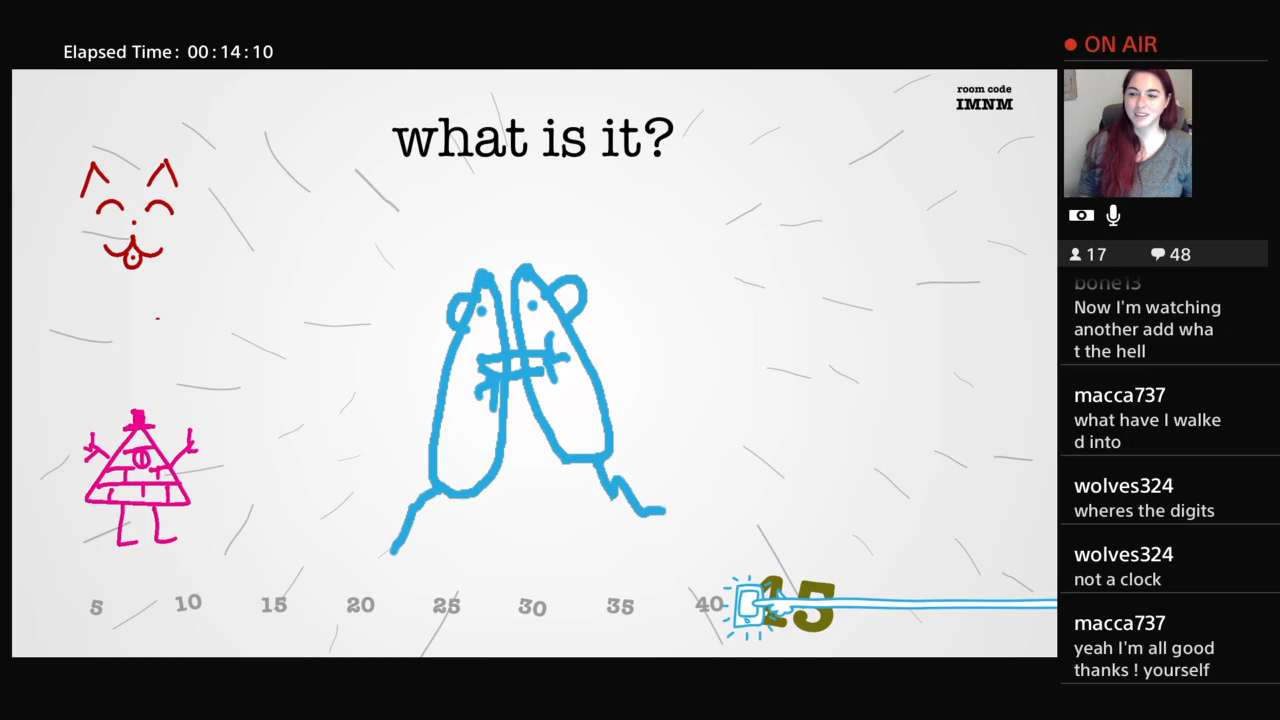 Elapsed Time: 00:14:10
ON AIR
room code
IMNM
what is it?
17 48
bone13
Now I'm watching
another add wha
t the hell
macca737
what have I walke
d into
wolves324
wheres the digits
wolves324
not a clock
macca737
yeah I'm all good
thanks ! yourself
5 10 15 20 25 30 35 40 45